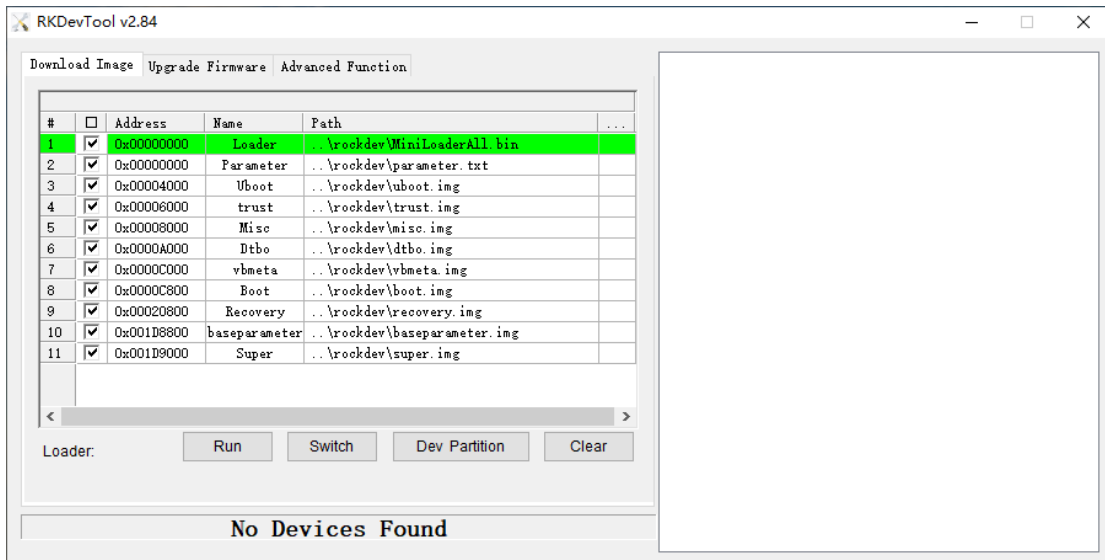 RKDevTool v2.84
Download Image Upgrade Firmware Advanced Function
# Address Name Path ...
1 0x00000000 Loader ..\rockdev\MiniLoaderAll.bin
2 0x00000000 Parameter ..\rockdev\parameter.txt
3 0x00004000 Uboot ..\rockdev\uboot.img
4 0x00006000 trust ..\rockdev\trust.img
5 0x00008000 Misc ..\rockdev\misc.img
6 0x0000A000 Dtbo ..\rockdev\dtbo.img
7 0x0000C000 vbmeta ..\rockdev\vbmeta.img
8 0x0000C800 Boot ..\rockdev\boot.img
9 0x00020800 Recovery ..\rockdev\recovery.img
10 0x001D8800 baseparameter ..\rockdev\baseparameter.img
11 0x001D9000 Super ..\rockdev\super.img
Loader: Run Switch Dev Partition Clear
No Devices Found